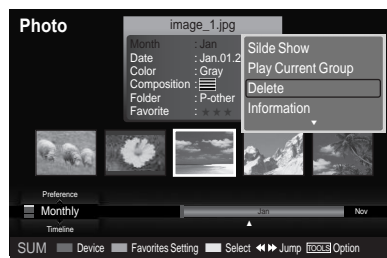 Photo
image_1.jpg
Month : Jan
Date : Jan.01.2
Color : Gray
Composition :
Folder : P-other
Favorite : ★ ★ ★
Silde Show
Play Current Group
Delete
Information
Preference
Monthly
Timeline
Jan
Nov
SUM Device Favorites Setting Select Jump TOOLS Option